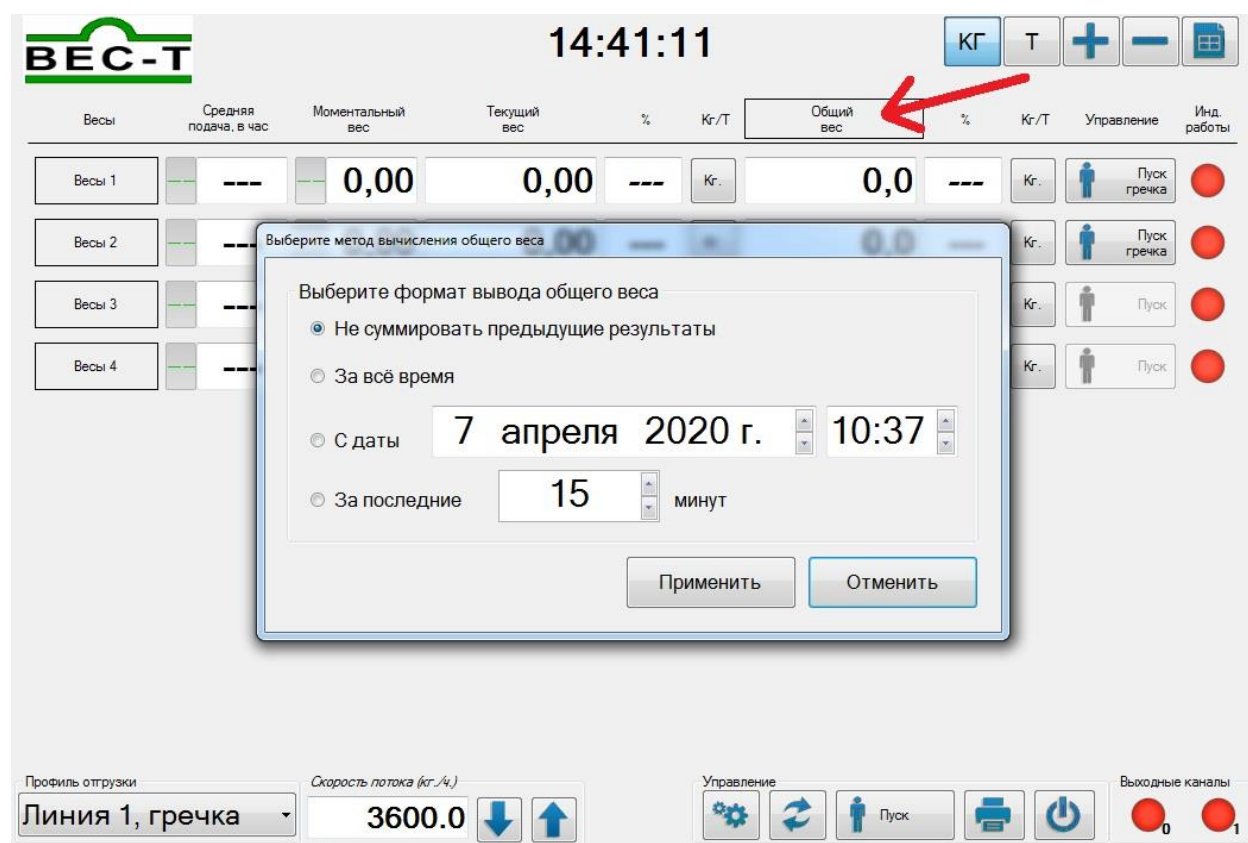 ВЕС-Т
14:41:11
КГ Т
Весы Средняя подача, в час Моментальный вес Текущий вес % Кг/Т Общий вес % Кг/Т Управление Инд. работы
Весы 1 --- 0,00 0,00 --- Кг. 0,0 --- Кг. Пуск гречка
Весы 2 Кг. Пуск гречка
Весы 3 Кг. Пуск
Весы 4 Кг. Пуск
Выберите метод вычисления общего веса
Выберите формат вывода общего веса
Не суммировать предыдущие результаты
За всё время
С даты 7 апреля 2020 г. 10:37
За последние 15 минут
Применить Отменить
Профиль отгрузки Скорость потока (кг./ч.) Управление Выходные каналы
Линия 1, гречка 3600.0 Пуск 0 1